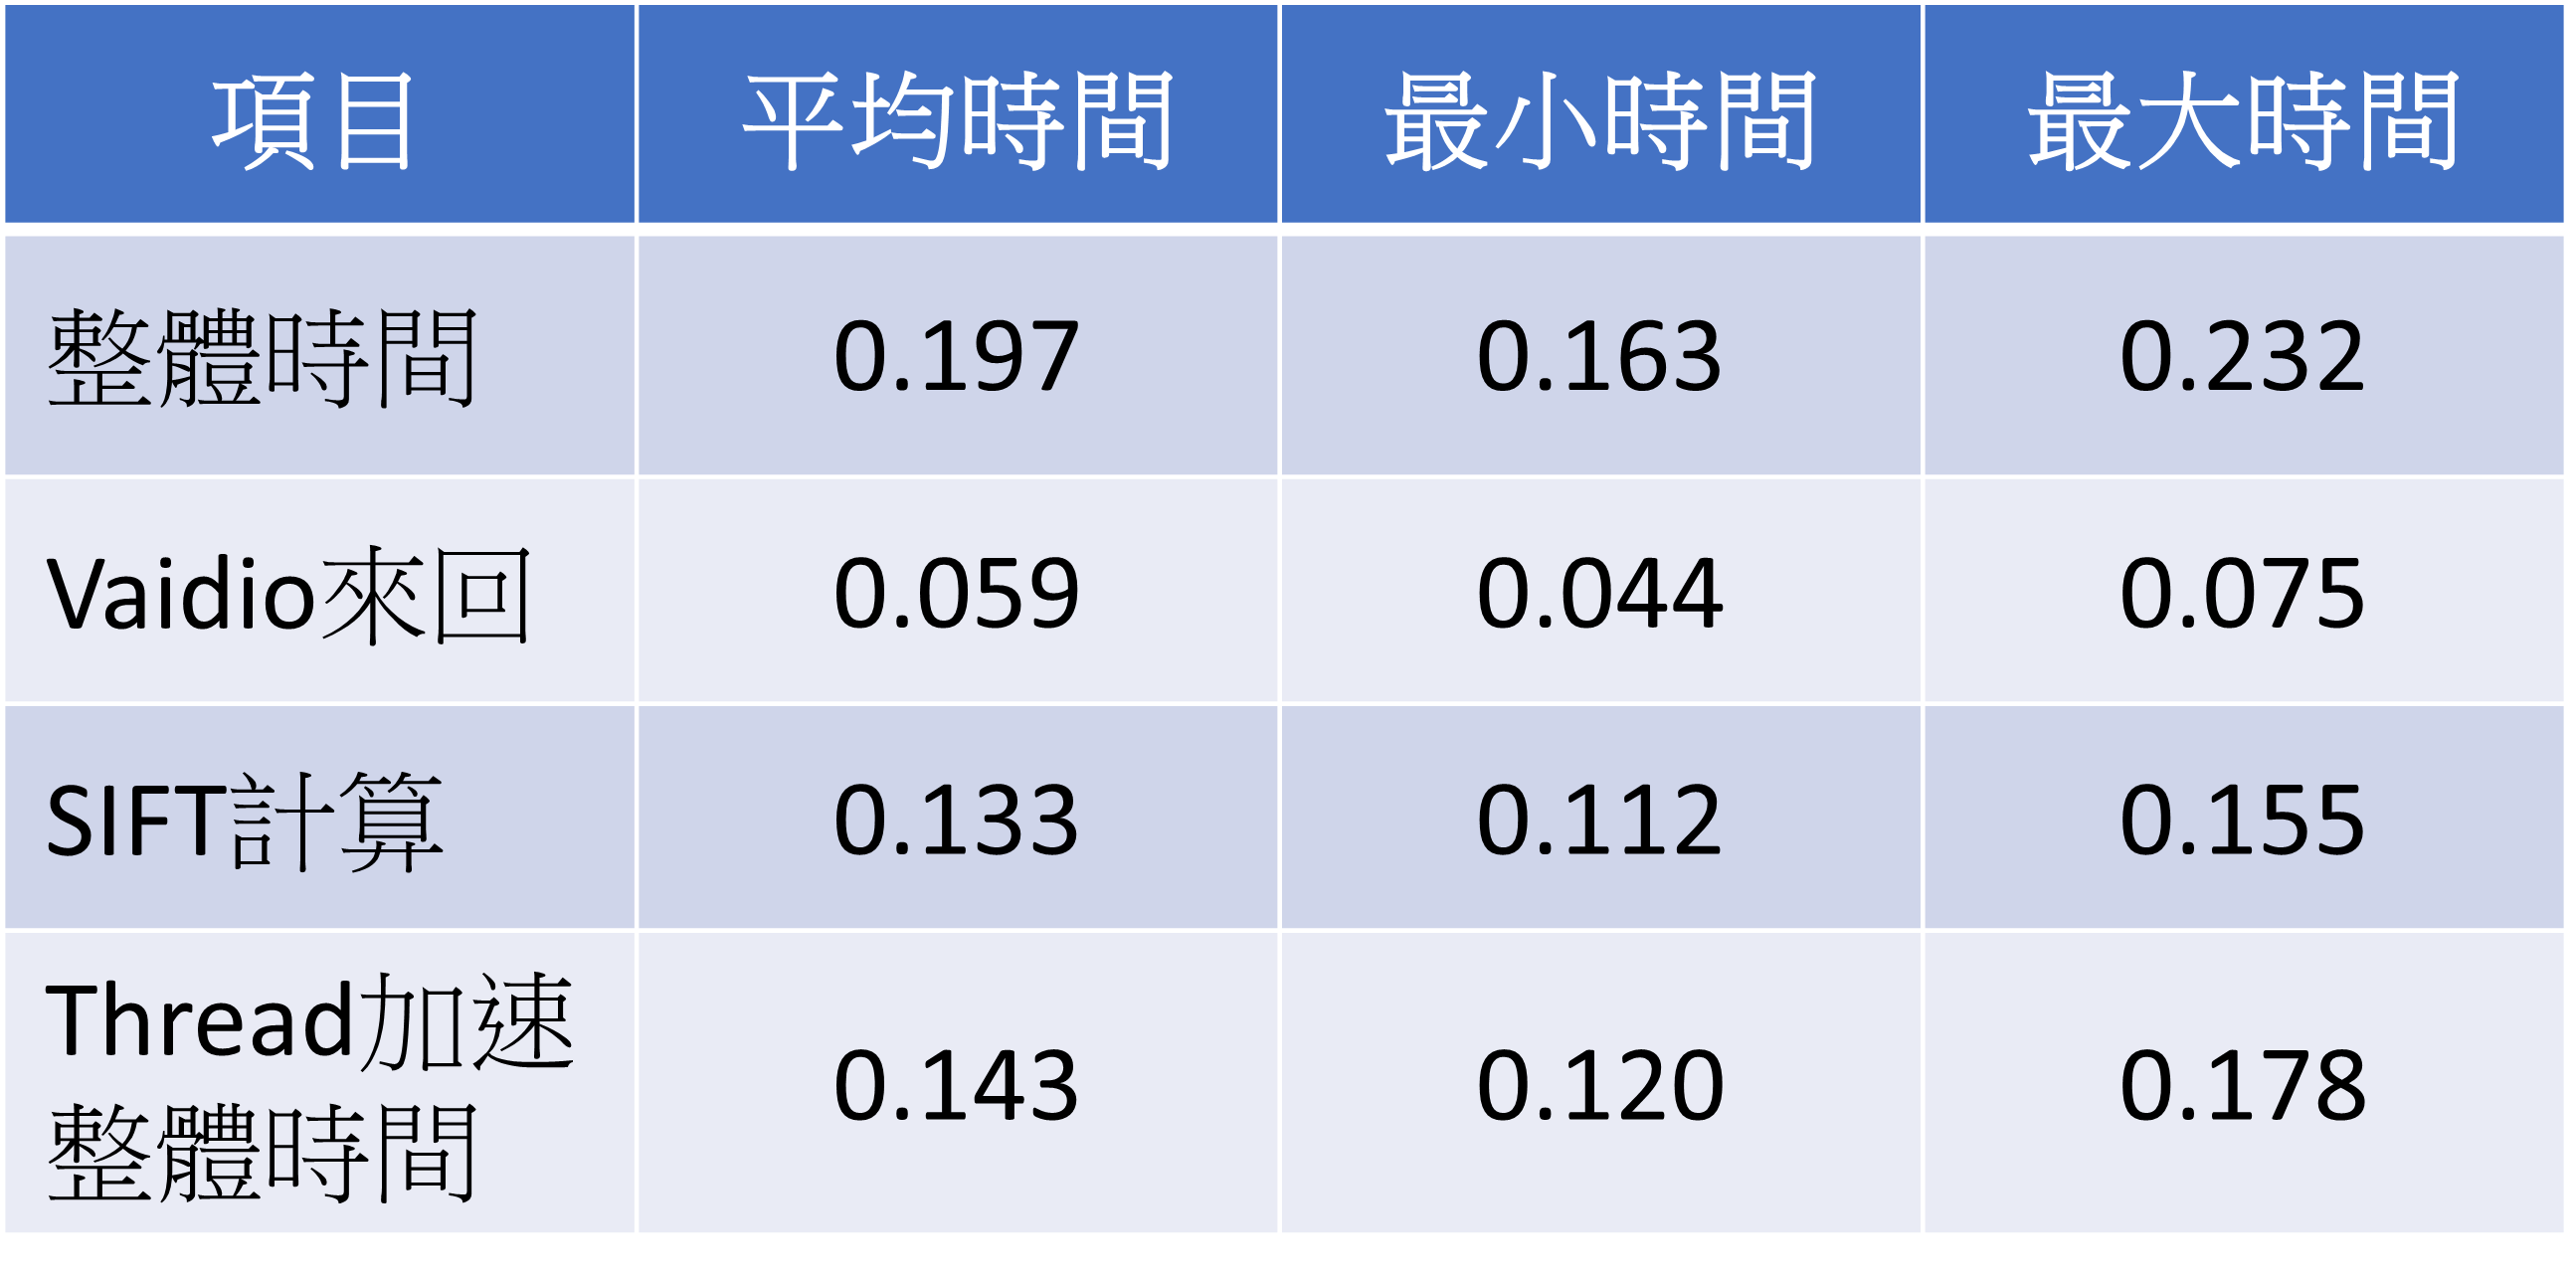 項目 平均時間 最小時間 最大時間
整體時間 0.197 0.163 0.232
Vaidio來回 0.059 0.044 0.075
SIFT計算 0.133 0.112 0.155
Thread加速
整體時間 0.143 0.120 0.178